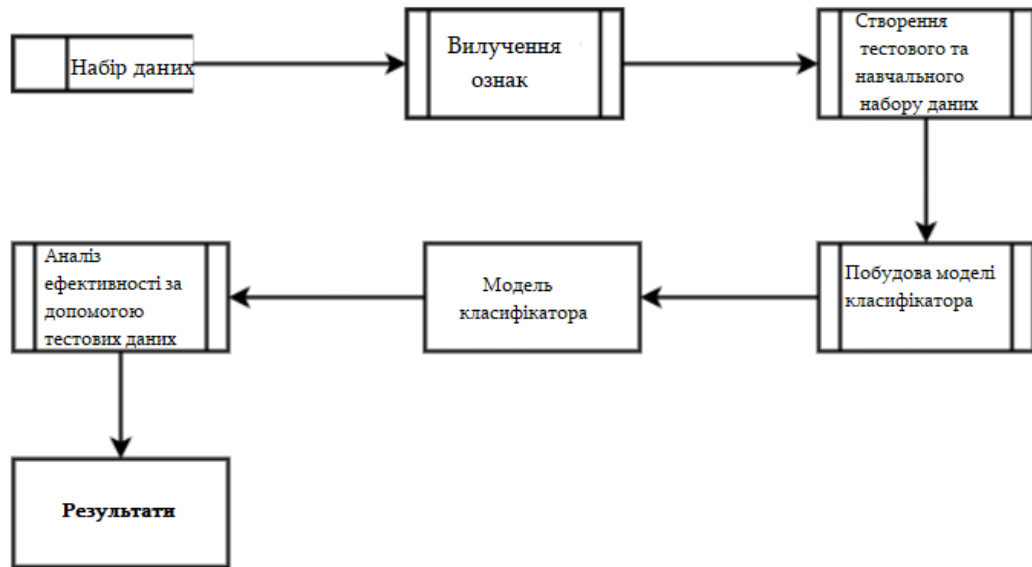 Набір даних
Вилучення
ознак
Створення
тестового та
навчального
набору даних
Побудова моделі
класифікатора
Модель
класифікатора
Аналіз
ефективності за
допомогою
тестових даних
Результати